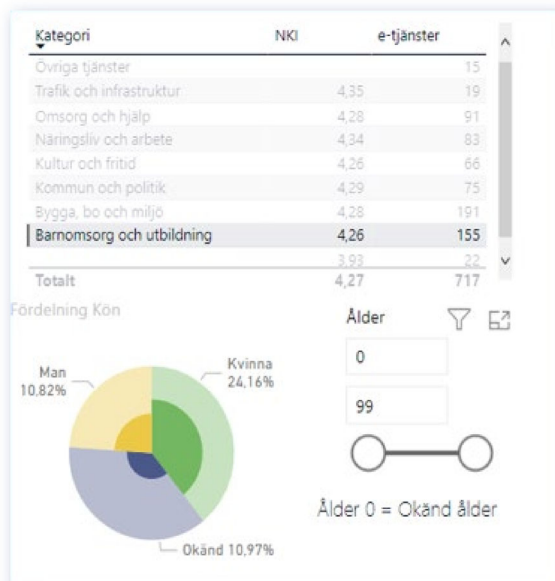 Kategori NKI e-tjänster
Övriga tjänster 15
Trafik och infrastruktur 4,35 19
Omsorg och hjälp 4,28 91
Näringsliv och arbete 4,34 83
Kultur och fritid 4,26 66
Kommun och politik 4,29 75
Bygga, bo och miljö 4,28 191
Barnomsorg och utbildning 4,26 155
3,93 22
Totalt 4,27 717
Fördelning Kön
Man
10,82%
Kvinna
24,16%
Okänd 10,97%
Ålder
0
99
Ålder 0 = Okänd ålder